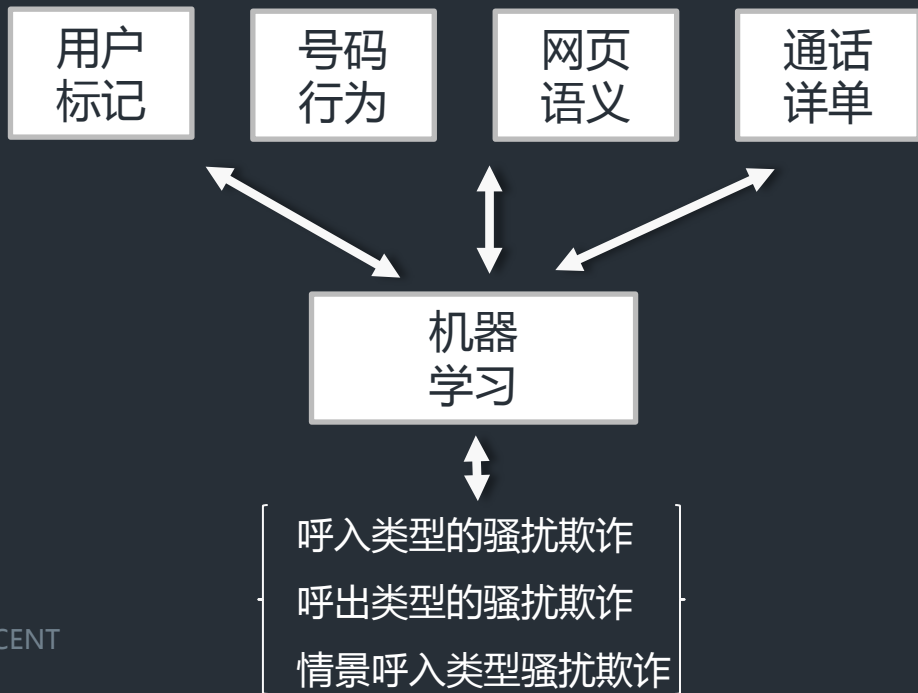 用户
标记
号码
行为
网页
语义
通话
详单
机器
学习
呼入类型的骚扰欺诈
呼出类型的骚扰欺诈
CENT
情景呼入类型骚扰欺诈